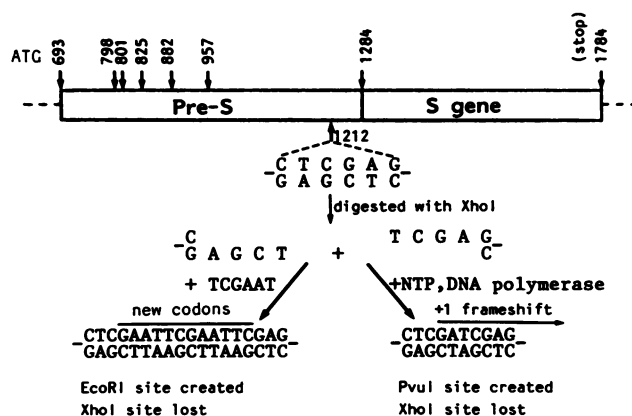 ATG 693 798 801 825 882 957 1284 (stop) 1784
Pre-S S gene
1212
-C T C G A G-
G A G C T C
digested with XhoI
-C T C G A G-
G A G C T + C
+ TCGAAT +NTP,DNA polymerase
new codons +1 frameshift
-CTCGAATTCGAATTCGAG- -CTCGATCGAG-
GAGCTTAAGCTTAAGCTC GAGCTAGCTC
EcoRI site created PvuI site created
XhoI site lost XhoI site lost